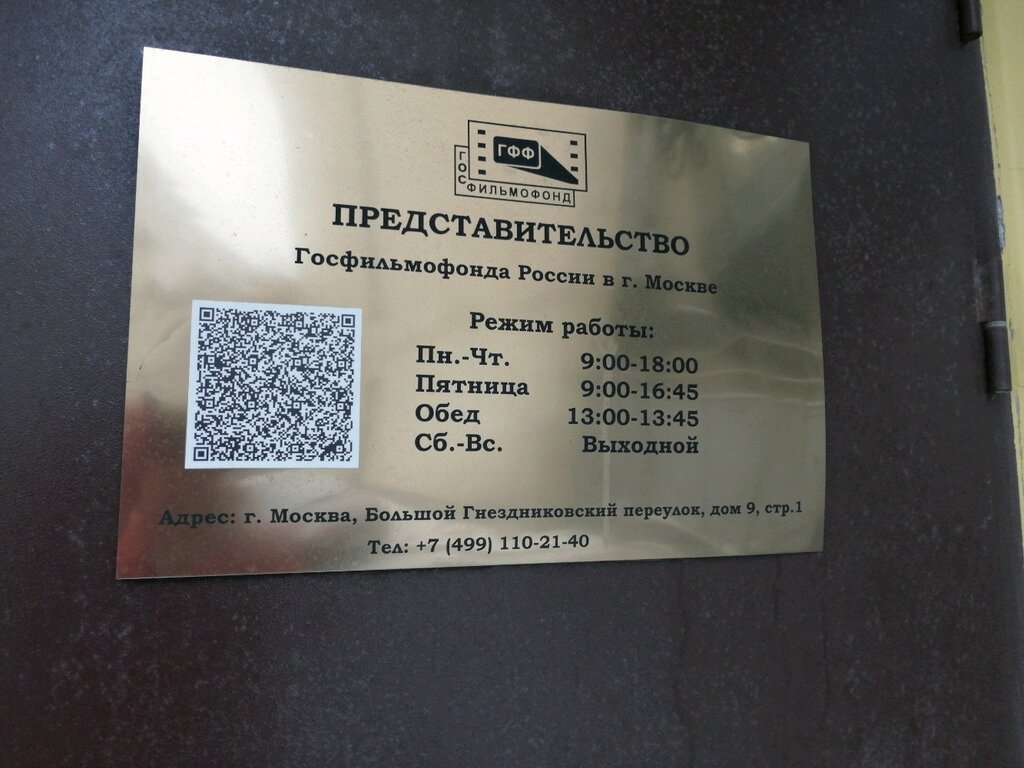 ГФФ
ГОСФИЛЬМОФОНД
ПРЕДСТАВИТЕЛЬСТВО
Госфильмофонда России в г. Москве
Режим работы:
Пн.-Чт. 9:00-18:00
Пятница 9:00-16:45
Обед 13:00-13:45
Сб.-Вс. Выходной
Адрес: г. Москва, Большой Гнездниковский переулок, дом 9, стр.1
Тел: +7 (499) 110-21-40